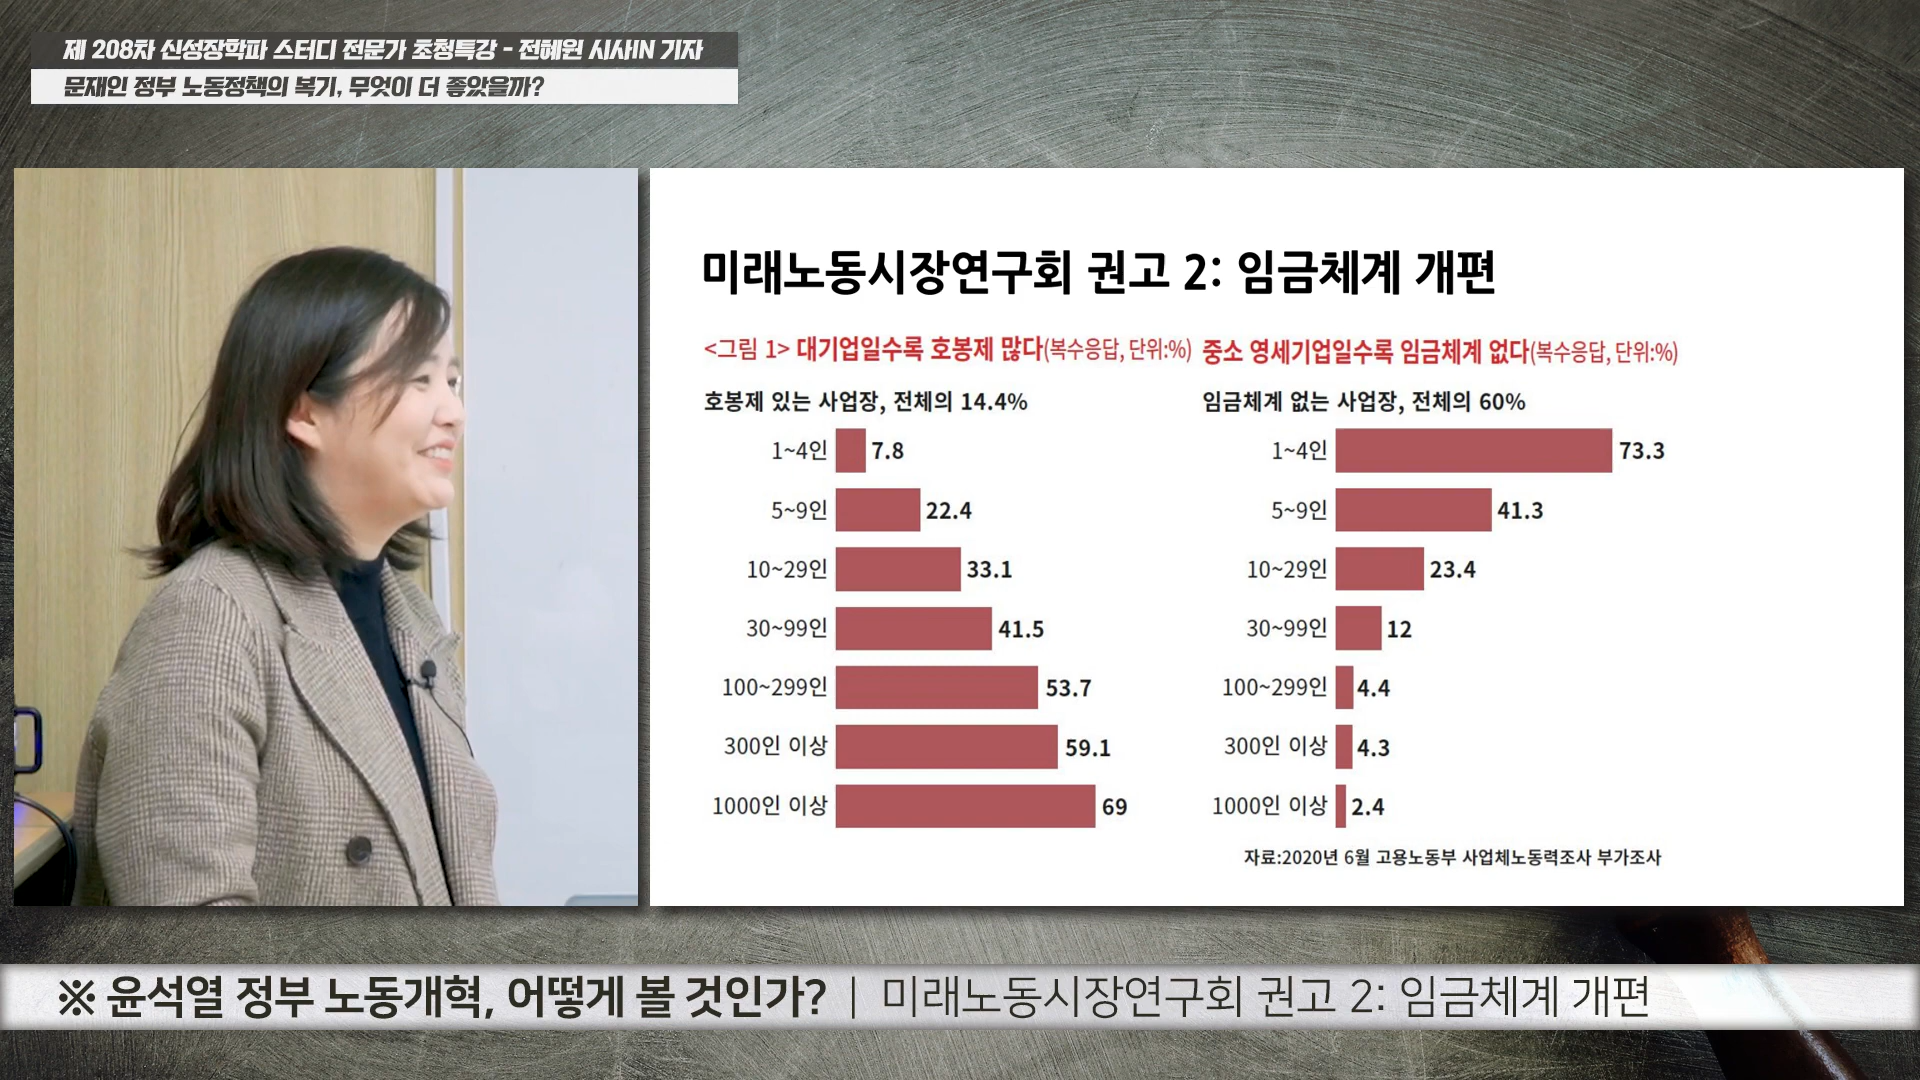 제 208차 신성장학파 스터디 전문가 초청특강 - 전혜원 시사IN 기자
문재인 정부 노동정책의 복기, 무엇이 더 좋았을까?
미래노동시장연구회 권고 2: 임금체계 개편
<그림 1> 대기업일수록 호봉제 많다(복수응답, 단위:%)
호봉제 있는 사업장, 전체의 14.4%
1~4인 7.8
5~9인 22.4
10~29인 33.1
30~99인 41.5
100~299인 53.7
300인 이상 59.1
1000인 이상 69
중소 영세기업일수록 임금체계 없다(복수응답, 단위:%)
임금체계 없는 사업장, 전체의 60%
1~4인 73.3
5~9인 41.3
10~29인 23.4
30~99인 12
100~299인 4.4
300인 이상 4.3
1000인 이상 2.4
자료:2020년 6월 고용노동부 사업체노동력조사 부가조사
※ 윤석열 정부 노동개혁, 어떻게 볼 것인가? | 미래노동시장연구회 권고 2: 임금체계 개편